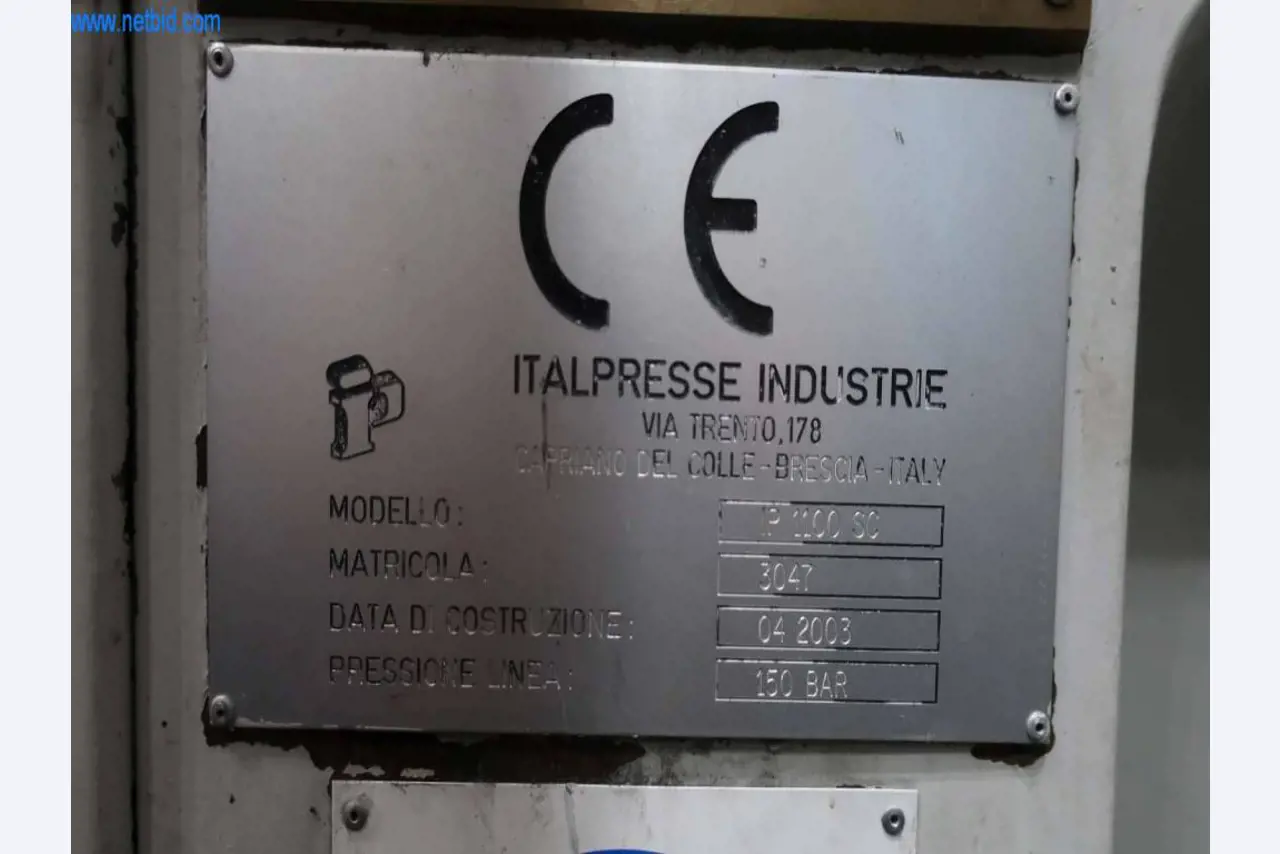 www.netbid.com
CE
ITALPRESSE INDUSTRIE
VIA TRENTO, 178
CAPRIANO DEL COLLE - BRESCIA - ITALY
MODELLO: IP 1100 SC
MATRICOLA: 3047
DATA DI COSTRUZIONE: 04 2003
PRESSIONE LINEA: 150 BAR